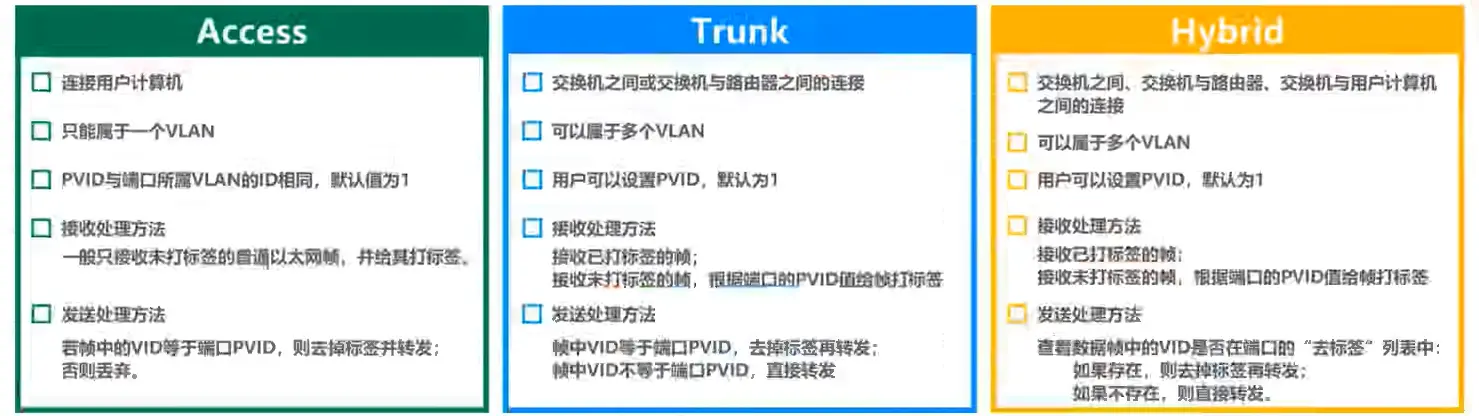 Access
连接用户计算机
只能属于一个VLAN
PVID与端口所属VLAN的ID相同，默认值为1
接收处理方法
一般只接收未打标签的普通以太网帧，并给其打标签。
发送处理方法
若帧中的VID等于端口PVID，则去掉标签并转发；
否则丢弃。
Trunk
交换机之间或交换机与路由器之间的连接
可以属于多个VLAN
用户可以设置PVID，默认为1
接收处理方法
接收已打标签的帧；
接收未打标签的帧，根据端口的PVID值给帧打标签
发送处理方法
帧中VID等于端口PVID，去掉标签再转发；
帧中VID不等于端口PVID，直接转发
Hybrid
交换机之间、交换机与路由器、交换机与用户计算机
之间的连接
可以属于多个VLAN
用户可以设置PVID，默认为1
接收处理方法
接收已打标签的帧；
接收未打标签的帧，根据端口的PVID值给帧打标签
发送处理方法
查看数据帧中的VID是否在端口的“去标签”列表中：
如果存在，则去掉标签再转发；
如果不存在，则直接转发。